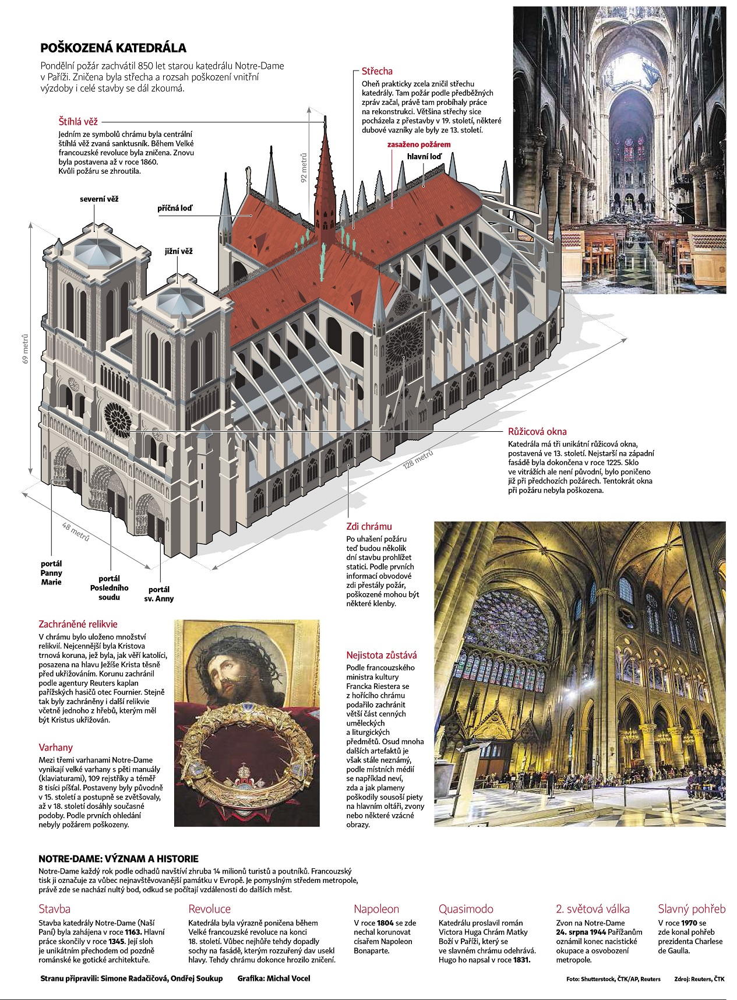 POŠKOZENÁ KATEDRÁLA
Pondělní požár zachvátil 850 let starou katedrálu Notre-Dame
v Paříži. Zničena byla střecha a rozsah poškození vnitřní
výzdoby i celé stavby se dál zkoumá.
Střecha
Oheň prakticky zcela zničil střechu
katedrály. Tam požár podle předběžných
zpráv začal, právě tam probíhaly práce
na rekonstrukci. Většina střechy sice
pocházela z přestavby v 19. století, některé
dubové vazníky ale byly ze 13. století.
zasaženo požárem
hlavní loď
Štíhlá věž
Jedním ze symbolů chrámu byla centrální
štíhlá věž zvaná sanktusník. Během Velké
francouzské revoluce byla zničena. Znovu
byla postavena až v roce 1860.
Kvůli požáru se zhroutila.
92 metrů
severní věž
příčná loď
jižní věž
69 metrů
Růžicová okna
Katedrála má tři unikátní růžicová okna,
postavená ve 13. století. Nejstarší na západní
fasádě byla dokončena v roce 1225. Sklo
ve vitrážích ale není původní, bylo poničeno
již při předchozích požárech. Tentokrát okna
při požáru nebyla poškozena.
128 metrů
48 metrů
portál
Panny
Marie
portál
Posledního
soudu
portál
sv. Anny
Zdi chrámu
Po uhašení požáru
teď budou několik
dní stavbu prohlížet
statici. Podle prvních
informací obvodové
zdi přestály požár,
poškozené mohou být
některé klenby.
Zachráněné relikvie
V chrámu bylo uloženo množství
relikvií. Nejcennější byla Kristova
trnová koruna, jež byla, jak věří katolíci,
posazena na hlavu Ježíše Krista těsně
před ukřižováním. Korunu zachránil
podle agentury Reuters kaplan
pařížských hasičů otec Fournier. Stejně
tak byly zachráněny i další relikvie
včetně jednoho z hřebů, kterým měl
být Kristus ukřižován.
Varhany
Mezi třemi varhanami Notre-Dame
vynikají velké varhany s pěti manuály
(klaviaturami), 109 rejstříky a téměř
8 tisíci píšťal. Postaveny byly původně
v 15. století a postupně se zvětšovaly,
až v 18. století dosáhly současné
podoby. Podle prvních ohledání
nebyly požárem poškozeny.
Nejistota zůstává
Podle francouzského
ministra kultury
Francka Riestera se
z hořícího chrámu
podařilo zachránit
větší část cenných
uměleckých
a liturgických
předmětů. Osud mnoha
dalších artefaktů je
však stále neznámý,
podle místních médií
se například neví,
zda a jak plameny
poškodily sousoší piety
na hlavním oltáři, zvony
nebo některé vzácné
obrazy.
NOTRE-DAME: VÝZNAM A HISTORIE
Notre-Dame každý rok podle odhadů navštíví zhruba 14 milionů turistů a poutníků. Francouzský
tisk ji označuje za vůbec nejnavštěvovanější památku v Evropě. Je pomyslným středem metropole,
právě zde se nachází nultý bod, odkud se počítají vzdálenosti do dalších měst.
Stavba
Stavba katedrály Notre-Dame (Naší
Paní) byla zahájena v roce 1163. Hlavní
práce skončily v roce 1345. Její sloh
je unikátním přechodem od pozdně
románské ke gotické architektuře.
Revoluce
Katedrála byla výrazně poničena během
Velké francouzské revoluce na konci
18. století. Vůbec nejhůře tehdy dopadly
sochy na fasádě, kterým rozzuřený dav usekl
hlavy. Tehdy chrámu dokonce hrozilo zničení.
Napoleon
V roce 1804 se zde
nechal korunovat
císařem Napoleon
Bonaparte.
Quasimodo
Katedrálu proslavil román
Victora Huga Chrám Matky
Boží v Paříži, který se
ve slavném chrámu odehrává.
Hugo ho napsal v roce 1831.
2. světová válka
Zvon na Notre-Dame
24. srpna 1944 Pařížanům
oznámil konec nacistické
okupace a osvobození
metropole.
Slavný pohřeb
V roce 1970 se
zde konal pohřeb
prezidenta Charlese
de Gaulla.
Stranu připravili: Simone Radačičová, Ondřej Soukup
Grafika: Michal Vocel
Foto: Shutterstock, ČTK/AP, Reuters
Zdroj: Reuters, ČTK